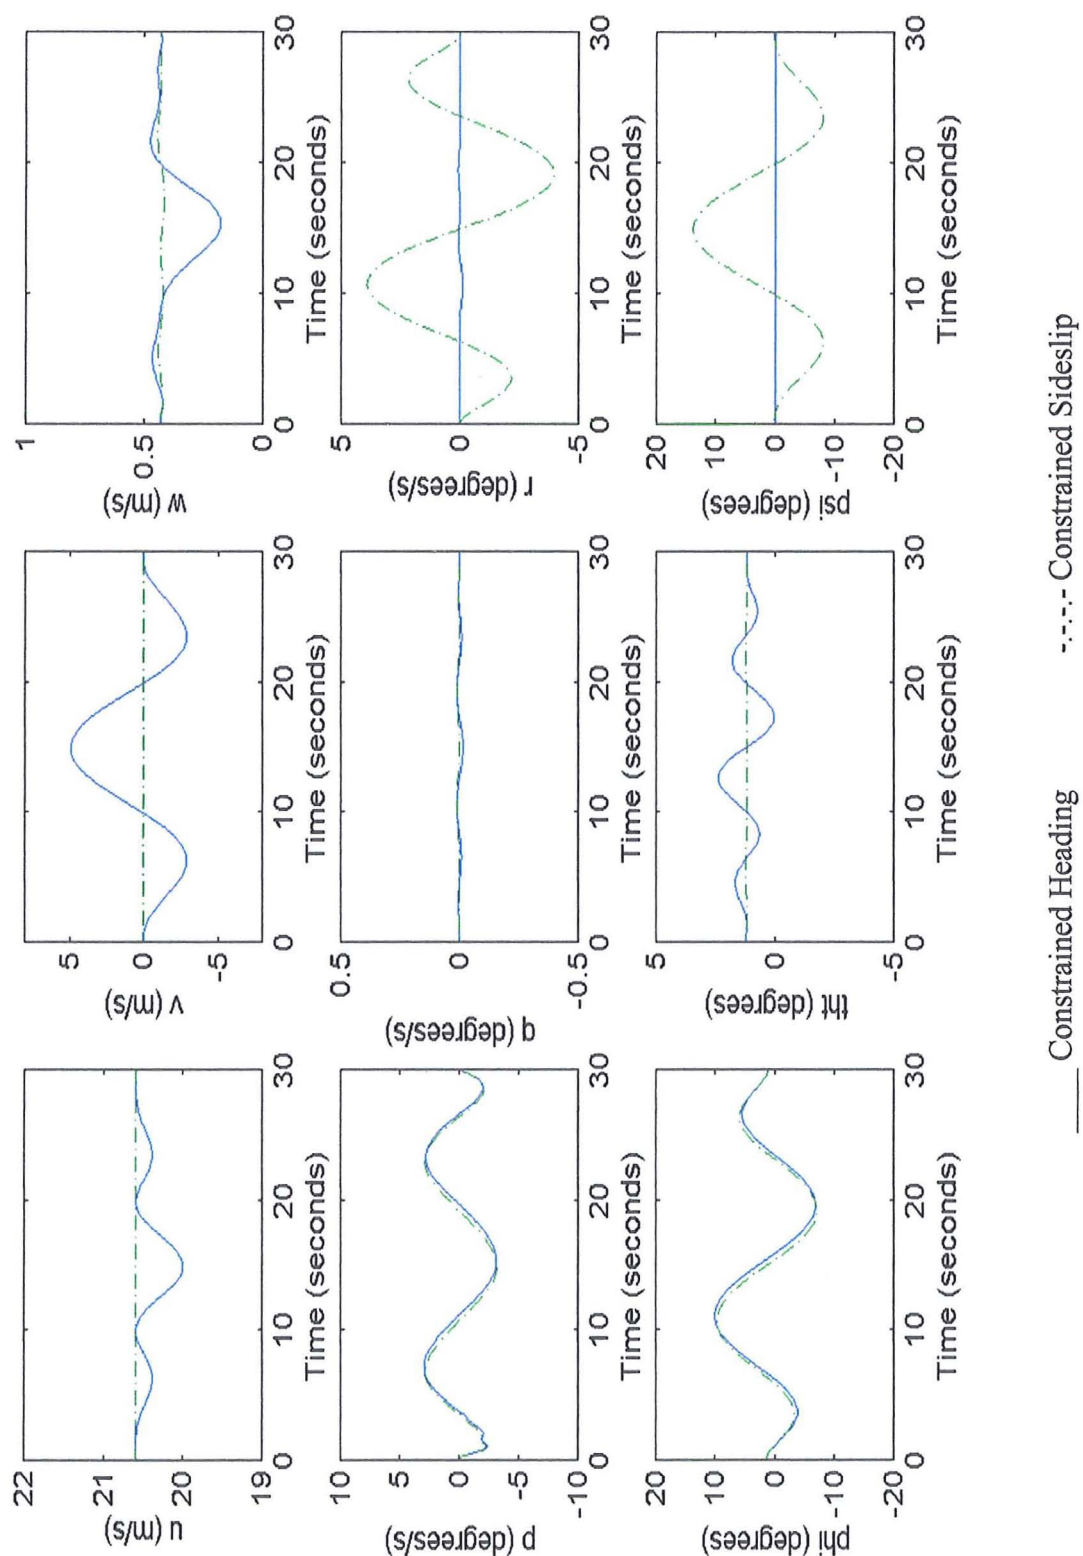 u (m/s)
22
21
20
19
0 10 20 30
Time (seconds)
v (m/s)
5
0
-5
0 10 20 30
Time (seconds)
w (m/s)
1
0.5
0
0 10 20 30
Time (seconds)
p (degrees/s)
10
5
0
-5
-10
0 10 20 30
Time (seconds)
q (degrees/s)
0.5
0
-0.5
0 10 20 30
Time (seconds)
r (degrees/s)
5
0
-5
0 10 20 30
Time (seconds)
phi (degrees)
20
10
0
-10
-20
0 10 20 30
Time (seconds)
tht (degrees)
5
0
-5
0 10 20 30
Time (seconds)
psi (degrees)
20
10
0
-10
-20
0 10 20 30
Time (seconds)
____ Constrained Heading -.-.-.- Constrained Sideslip